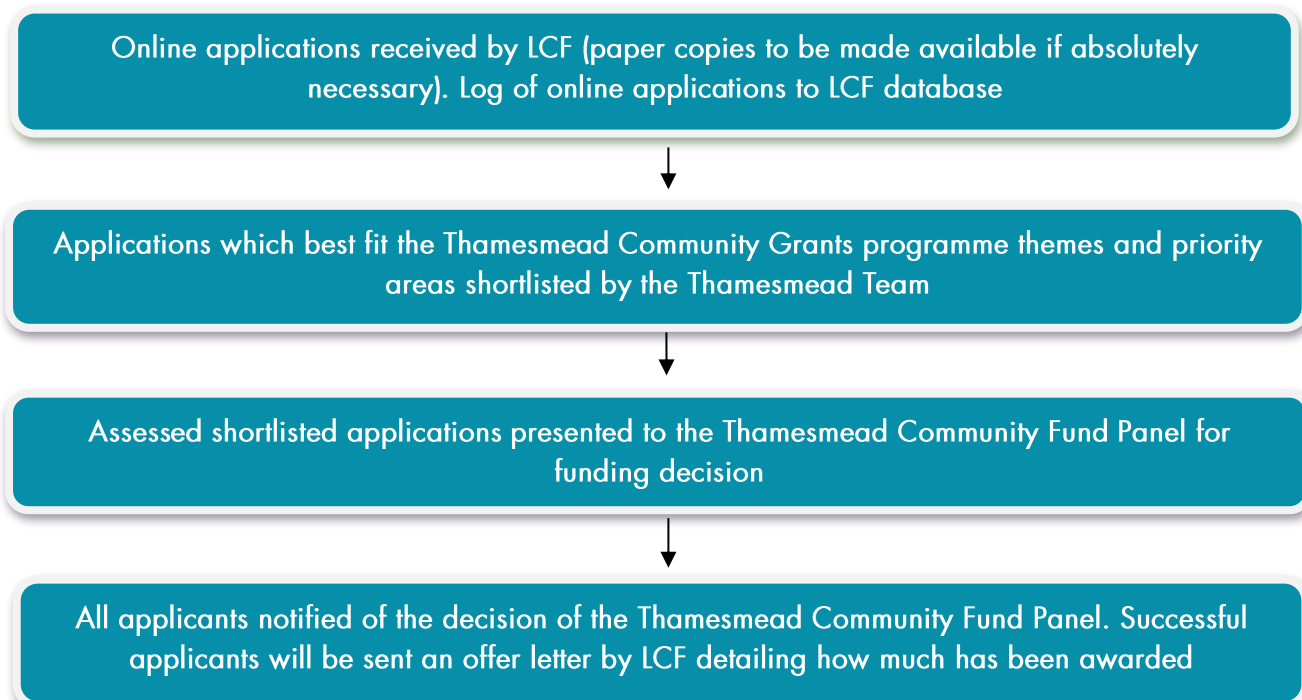 Online applications received by LCF (paper copies to be made available if absolutely
necessary). Log of online applications to LCF database
Applications which best fit the Thamesmead Community Grants programme themes and priority
areas shortlisted by the Thamesmead Team
Assessed shortlisted applications presented to the Thamesmead Community Fund Panel for
funding decision
All applicants notified of the decision of the Thamesmead Community Fund Panel. Successful
applicants will be sent an offer letter by LCF detailing how much has been awarded